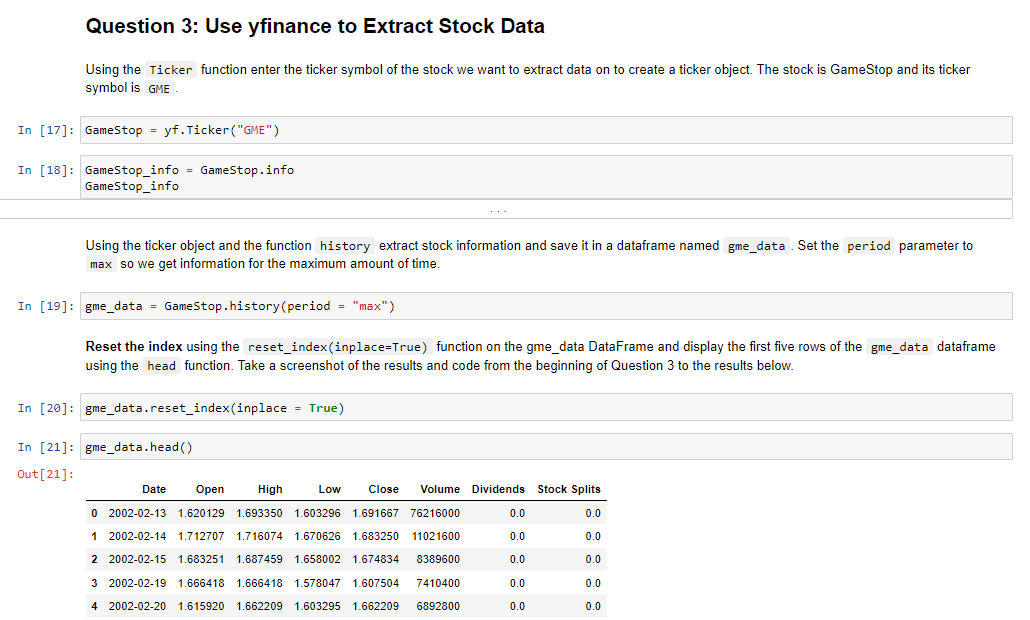 Question 3: Use yfinance to Extract Stock Data
Using the Ticker function enter the ticker symbol of the stock we want to extract data on to create a ticker object. The stock is GameStop and its ticker
symbol is GME .
In [17]: GameStop = yf.Ticker("GME")
In [18]: GameStop_info = GameStop.info
GameStop_info
...
Using the ticker object and the function history extract stock information and save it in a dataframe named gme_data . Set the period parameter to
max so we get information for the maximum amount of time.
In [19]: gme_data = GameStop.history(period = "max")
Reset the index using the reset_index(inplace=True) function on the gme_data DataFrame and display the first five rows of the gme_data dataframe
using the head function. Take a screenshot of the results and code from the beginning of Question 3 to the results below.
In [20]: gme_data.reset_index(inplace = True)
In [21]: gme_data.head()
Out[21]:
Date Open High Low Close Volume Dividends Stock Splits
0 2002-02-13 1.620129 1.693350 1.603296 1.691667 76216000 0.0 0.0
1 2002-02-14 1.712707 1.716074 1.670626 1.683250 11021600 0.0 0.0
2 2002-02-15 1.683251 1.687459 1.658002 1.674834 8389600 0.0 0.0
3 2002-02-19 1.666418 1.666418 1.578047 1.607504 7410400 0.0 0.0
4 2002-02-20 1.615920 1.662209 1.603295 1.662209 6892800 0.0 0.0